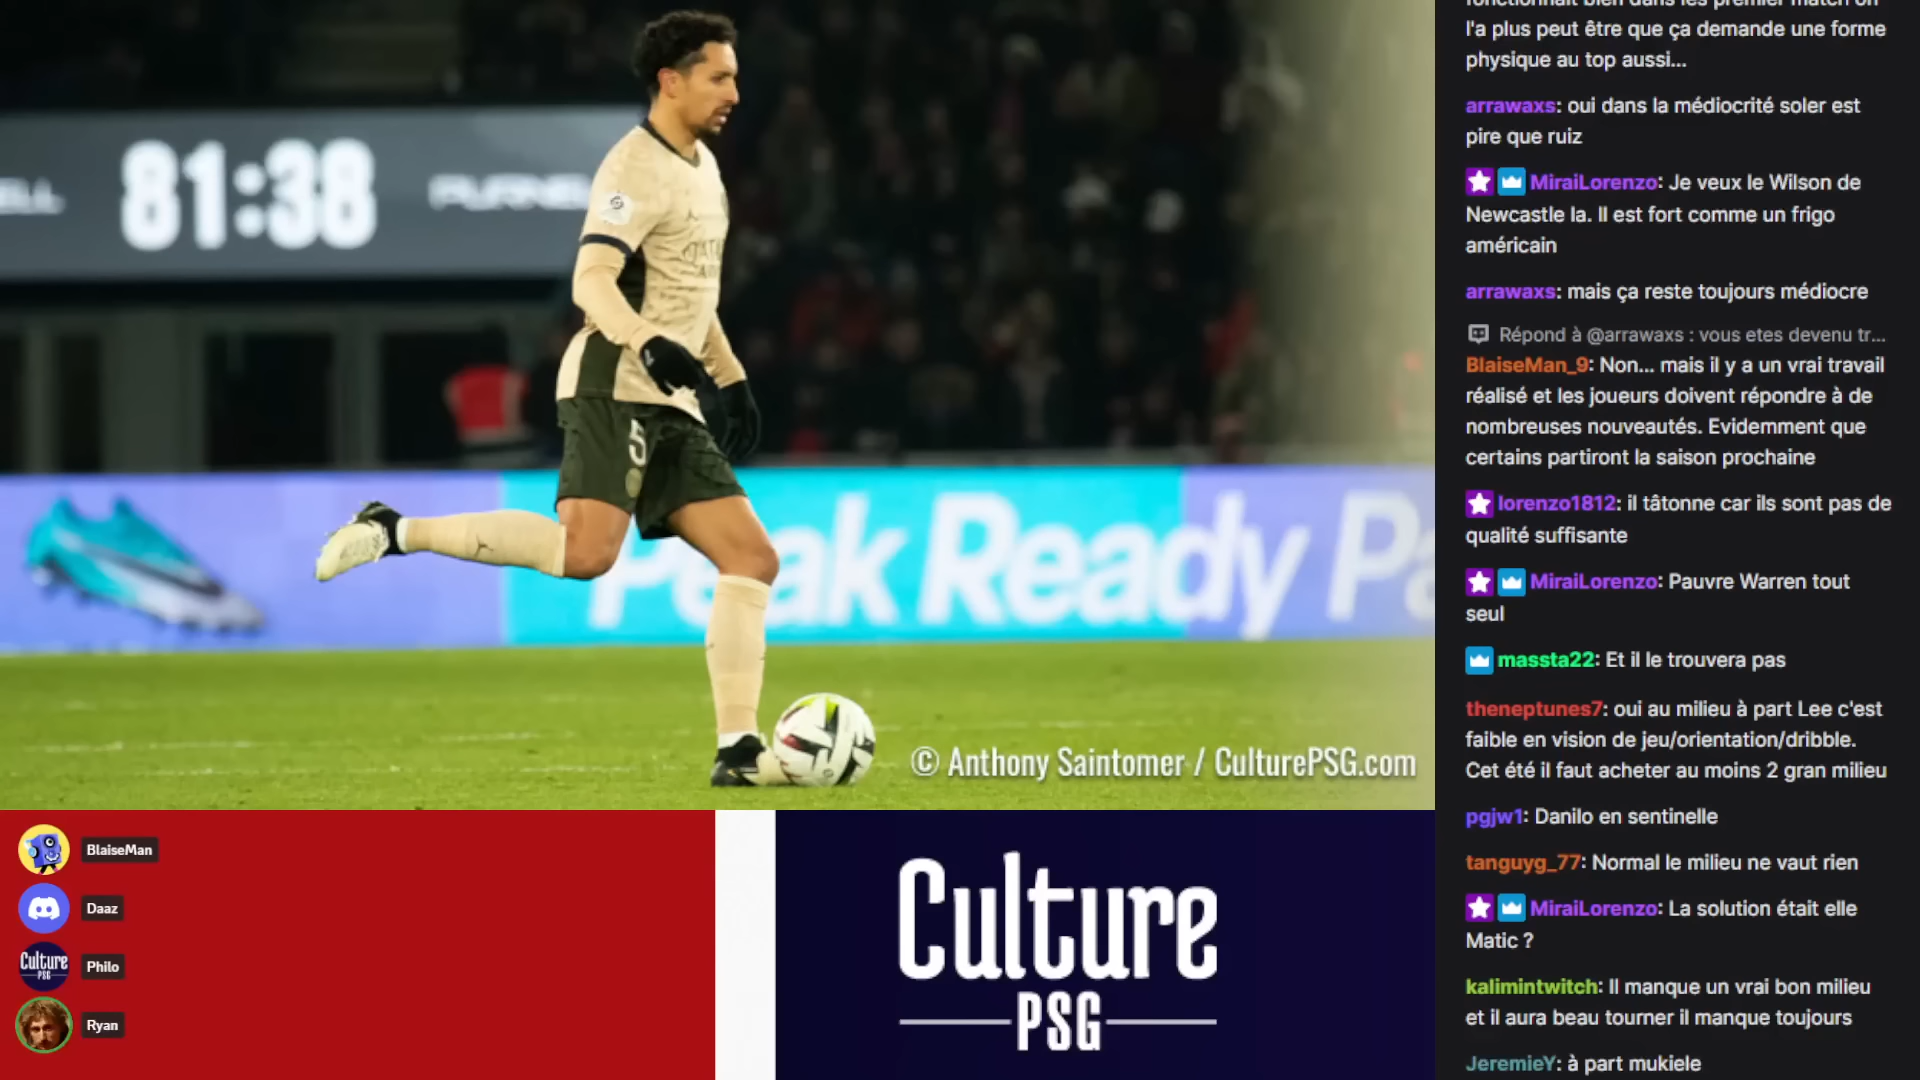 81:38
5
Peak Ready
© Anthony Saintomer / CulturePSG.com
BlaiseMan
Daaz
Culture
PSG
Philo
Ryan
Culture
PSG
l'a plus peut être que ça demande une forme
physique au top aussi...
arrawaxs: oui dans la médiocrité soler est
pire que ruiz
MiraiLorenzo: Je veux le Wilson de
Newcastle la. Il est fort comme un frigo
américain
arrawaxs: mais ça reste toujours médiocre
Répond à @arrawaxs : vous etes devenu tr...
BlaiseMan_9: Non... mais il y a un vrai travail
réalisé et les joueurs doivent répondre à de
nombreuses nouveautés. Evidemment que
certains partiront la saison prochaine
lorenzo1812: il tâtonne car ils sont pas de
qualité suffisante
MiraiLorenzo: Pauvre Warren tout
seul
massta22: Et il le trouvera pas
theneptunes7: oui au milieu à part Lee c'est
faible en vision de jeu/orientation/dribble.
Cet été il faut acheter au moins 2 gran milieu
pgjw1: Danilo en sentinelle
tanguyg_77: Normal le milieu ne vaut rien
MiraiLorenzo: La solution était elle
Matic ?
kalimintwitch: Il manque un vrai bon milieu
et il aura beau tourner il manque toujours
JeremieY: à part mukiele